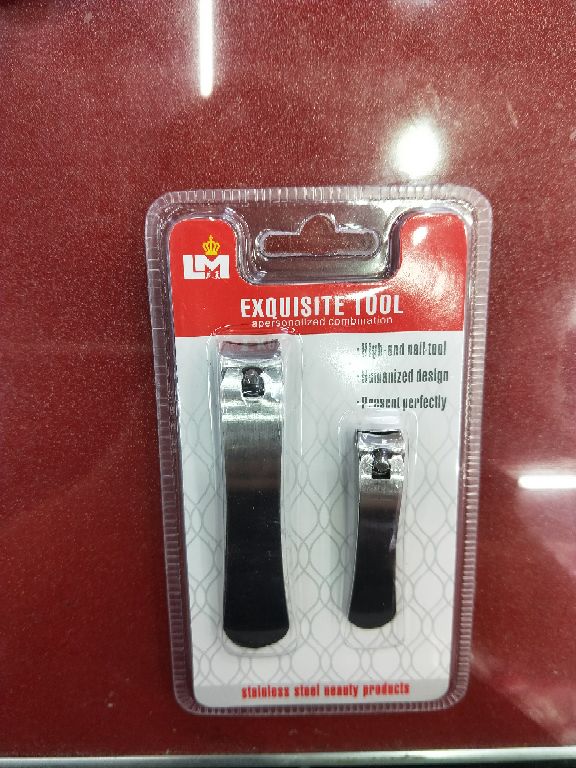 LM
EXQUISITE TOOL
apersonalized combination
·High-end nail tool
·Humanized design
·Present perfectly
stainless steel beauty products